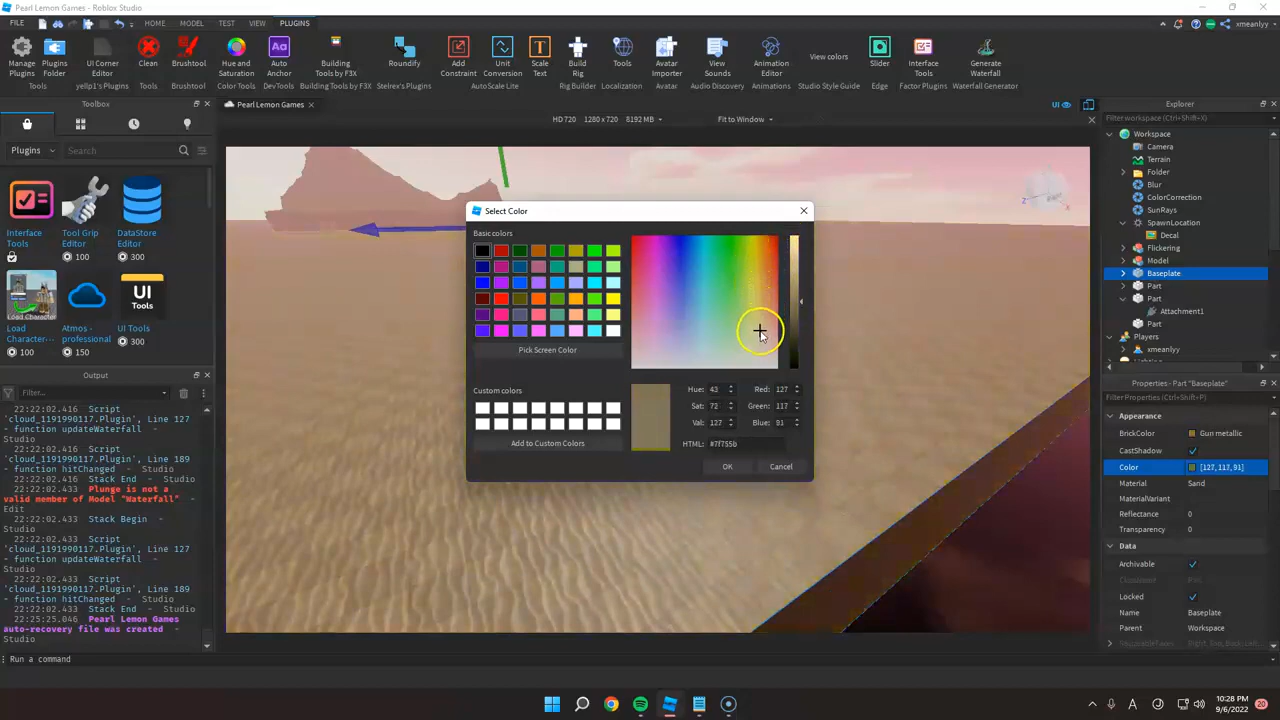 Pearl Lemon Games - Roblox Studio
FILE HOME MODEL TEST VIEW PLUGINS xmeanlyy
Manage Plugins
Plugins Folder
UI Corner Editor
Clean
Brushtool
Hue and Saturation
Aa
Auto Anchor
Building Tools by F3X
Roundify
Add Constraint
Unit Conversion
T
Scale Text
Build Rig
Tools
Avatar Importer
View Sounds
Animation Editor
View colors
Slider
Interface Tools
Generate Waterfall
Tools yellp1's Plugins Tools Brushtool DevTools Building Tools by F3X Stelrex's Plugins AutoScale Lite Rig Builder Localization Avatar Audio Discovery Animations Studio Style Guide Edge Factor Plugins Waterfall Generator
Toolbox
Plugins Search
Interface Tools
Tool Grip Editor
100
DataStore Editor
300
Load Character
Load Character···
100
Atmos - professional
150
UI Tools
UI Tools
300
Output
Filter...
22:22:02.416 Script
'cloud_1191990117.Plugin', Line 127
- function updateWaterfall -
Studio
22:22:02.416 Script
'cloud_1191990117.Plugin', Line 189
- function hitChanged - Studio
22:22:02.416 Stack End - Studio
22:22:02.433 Plunge is not a
valid member of Model "Waterfall" -
Edit
22:22:02.433 Stack Begin -
Studio
22:22:02.433 Script
'cloud_1191990117.Plugin', Line 127
- function updateWaterfall -
Studio
22:22:02.433 Script
'cloud_1191990117.Plugin', Line 189
- function hitChanged - Studio
22:22:02.433 Stack End - Studio
22:25:25.046 Pearl Lemon Games
auto-recovery file was created -
Studio
Run a command
Pearl Lemon Games
UI
HD 720 1280 x 720 8192 MB Fit to Window
Select Color
Basic colors
Pick Screen Color
Custom colors
Add to Custom Colors
Hue: 43 Red: 127
Sat: 72 Green: 117
Val: 127 Blue: 91
HTML: #7f755b
OK Cancel
Explorer
Filter workspace (Ctrl+Shift+X)
Workspace
Camera
Terrain
Folder
Blur
ColorCorrection
SunRays
SpawnLocation
Decal
Flickering
Model
Baseplate
Part
Part
Attachment1
Part
Players
xmeanlyy
Properties - Part "Baseplate"
Filter Properties (Ctrl+Shift+P)
Appearance
BrickColor Gun metallic
CastShadow
Color [127, 117, 91]
Material Sand
MaterialVariant
Reflectance 0
Transparency 0
Data
Archivable
Locked
Name Baseplate
Parent Workspace
10:28 PM
9/6/2022
20